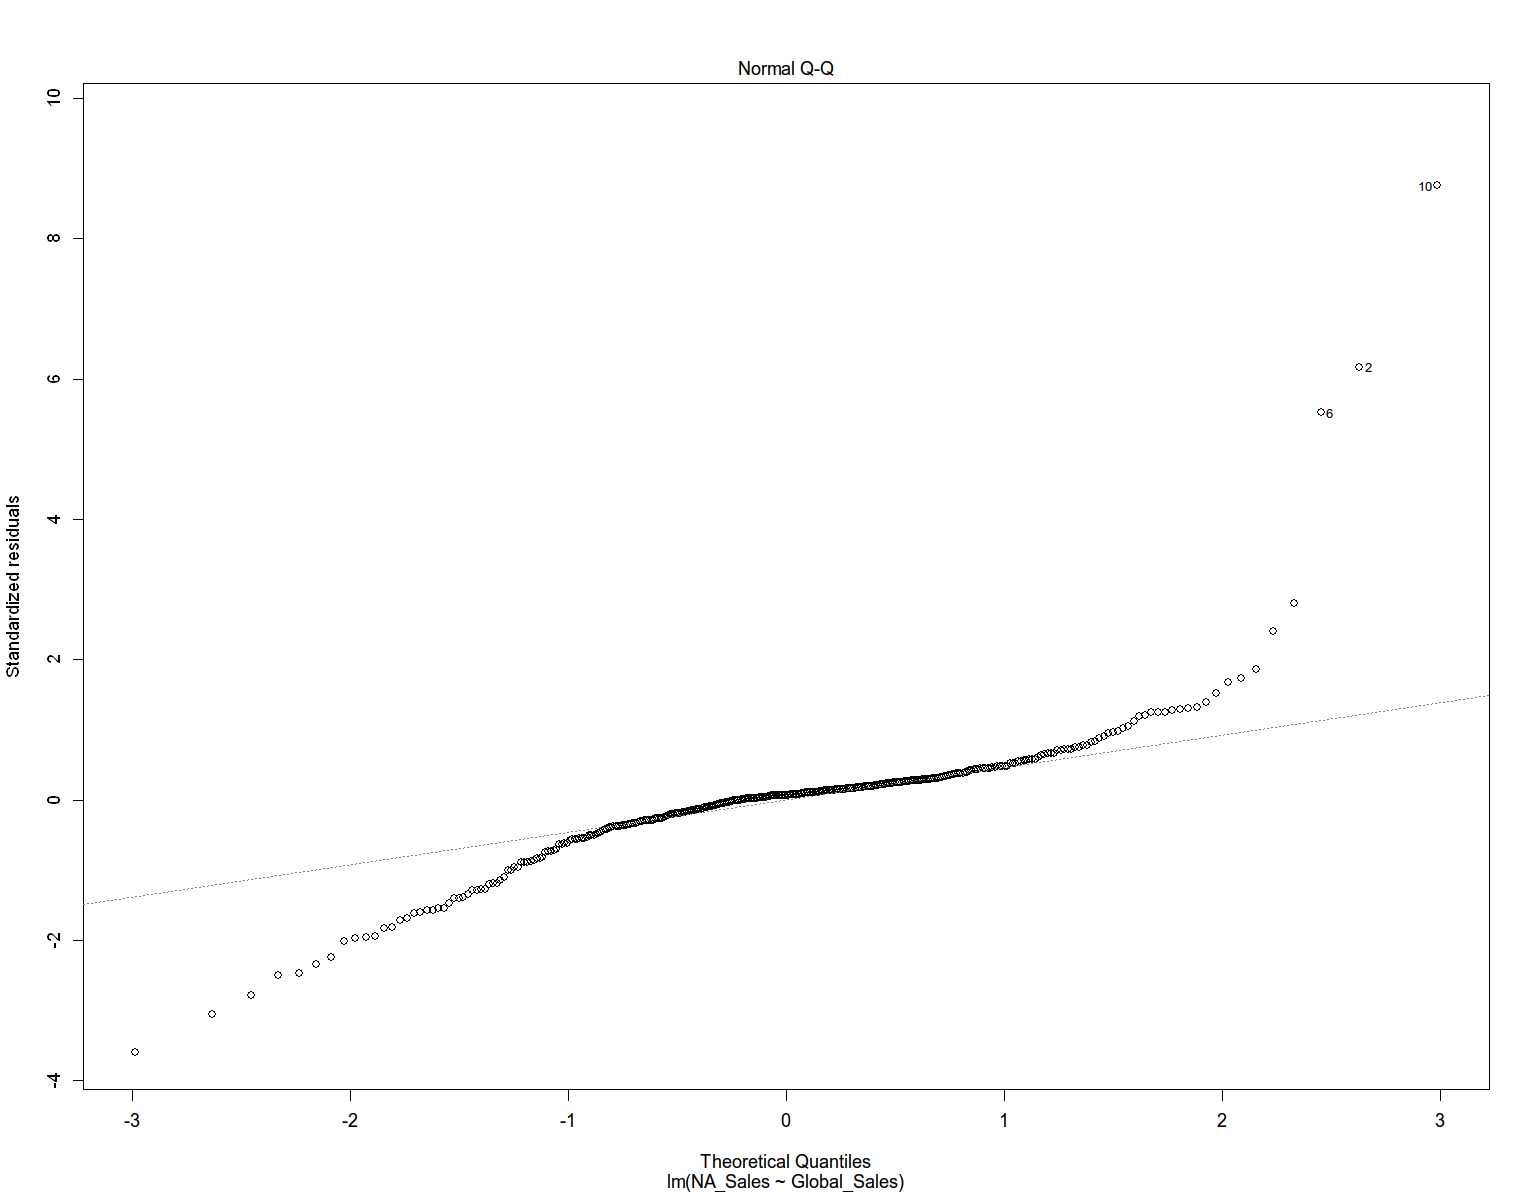 Normal Q-Q
10
8
6
4
2
0
-2
-4
Standardized residuals
10
2
6
-3 -2 -1 0 1 2 3
Theoretical Quantiles
lm(NA_Sales ~ Global_Sales)